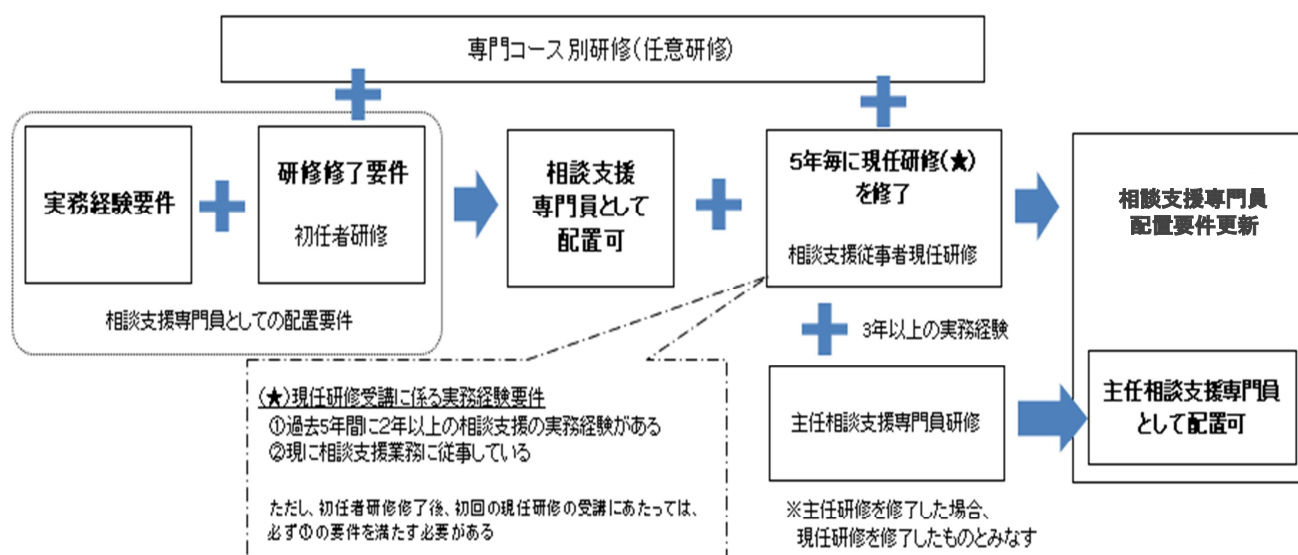 専門コース別研修(任意研修)
実務経験要件
研修修了要件
初任者研修
相談支援専門員としての配置要件
相談支援
専門員として
配置可
5年毎に現任研修(★)
を修了
相談支援従事者現任研修
相談支援専門員
配置要件更新
3年以上の実務経験
(★)現任研修受講に係る実務経験要件
①過去5年間に2年以上の相談支援の実務経験がある
②現に相談支援業務に従事している
ただし、初任者研修修了後、初回の現任研修の受講にあたっては、
必ず①の要件を満たす必要がある
主任相談支援専門員研修
主任相談支援専門員
として配置可
※主任研修を修了した場合、
現任研修を修了したものとみなす